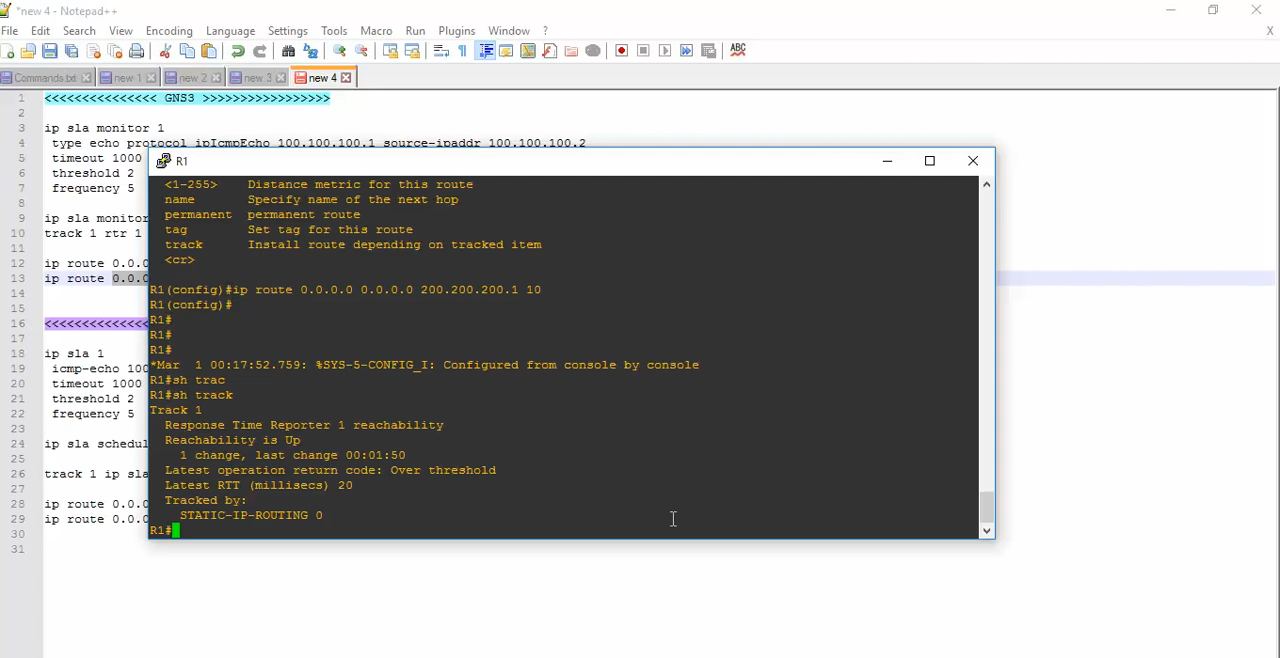 *new 4 - Notepad++
File Edit Search View Encoding Language Settings Tools Macro Run Plugins Window ? X
Commands.txt new 1 new 2 new 3 new 4
1 <<<<<<<<<<<<<<< GNS3 >>>>>>>>>>>>>>>>>
2
3 ip sla monitor 1
4 type echo protocol ipIcmpEcho 100.100.100.1 source-ipaddr 100.100.100.2
5 timeout 1000
6 threshold 2
7 frequency 5
8
9 ip sla monitor
10 track 1 rtr 1
11
12 ip route 0.0.0
13 ip route 0.0.0
14
15
16 <<<<<<<<<<<<<<
17
18 ip sla 1
19 icmp-echo 100
20 timeout 1000
21 threshold 2
22 frequency 5
23
24 ip sla schedul
25
26 track 1 ip sla
27
28 ip route 0.0.0
29 ip route 0.0.0
30
31
R1
<1-255> Distance metric for this route
name Specify name of the next hop
permanent permanent route
tag Set tag for this route
track Install route depending on tracked item
<cr>
R1(config)#ip route 0.0.0.0 0.0.0.0 200.200.200.1 10
R1(config)#
R1#
R1#
R1#
*Mar 1 00:17:52.759: %SYS-5-CONFIG_I: Configured from console by console
R1#sh trac
R1#sh track
Track 1
Response Time Reporter 1 reachability
Reachability is Up
1 change, last change 00:01:50
Latest operation return code: Over threshold
Latest RTT (millisecs) 20
Tracked by:
STATIC-IP-ROUTING 0
R1#